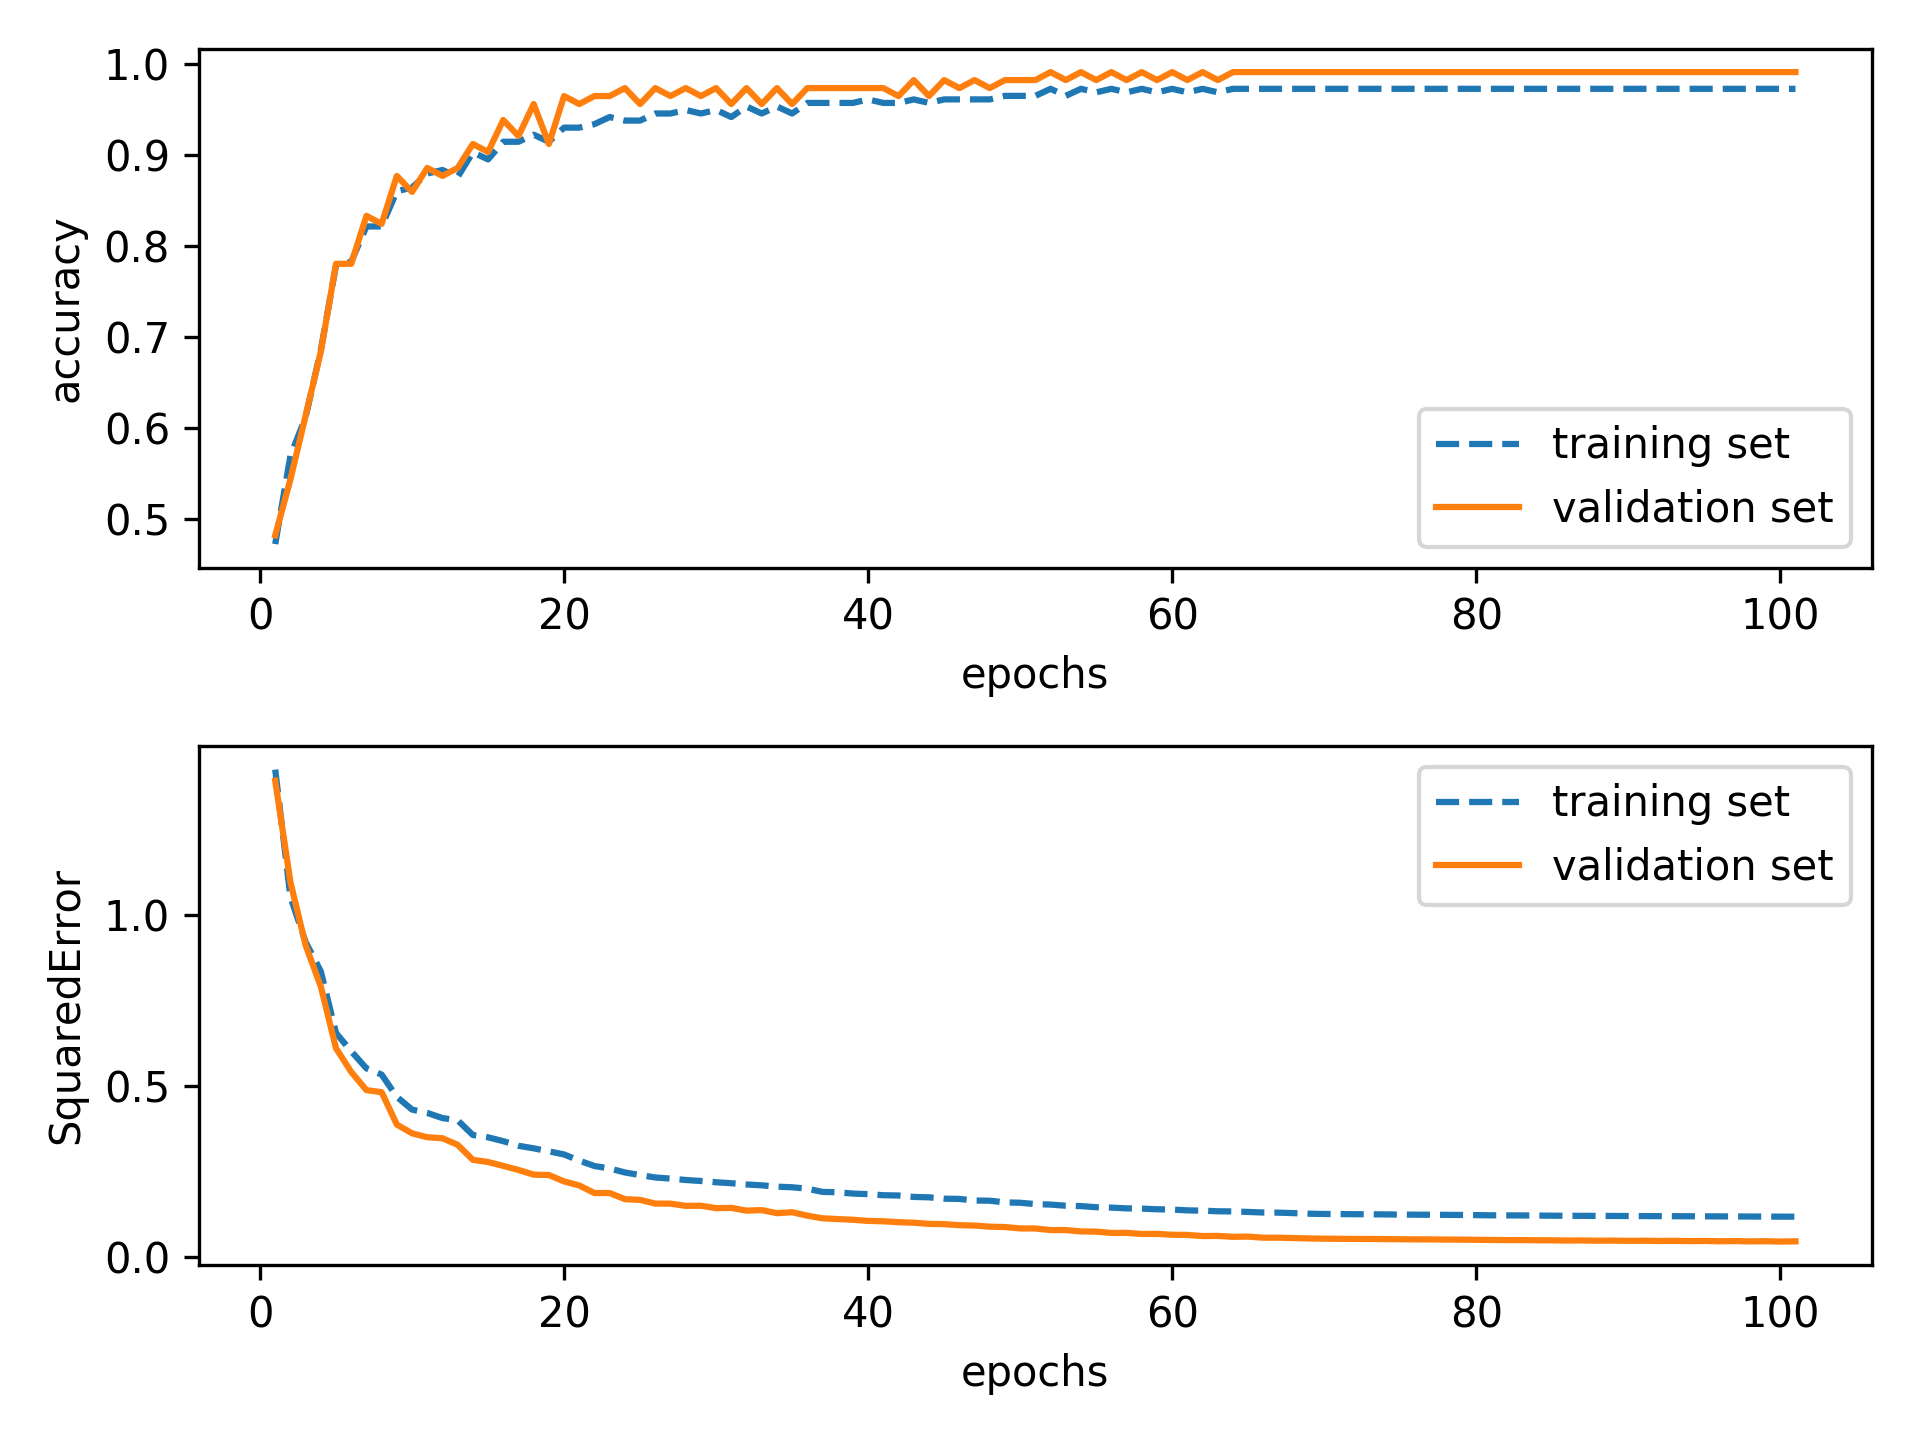 1.0
0.9
0.8
0.7
0.6
0.5
accuracy
training set
validation set
0 20 40 60 80 100
epochs
training set
validation set
1.0
0.5
0.0
SquaredError
0 20 40 60 80 100
epochs